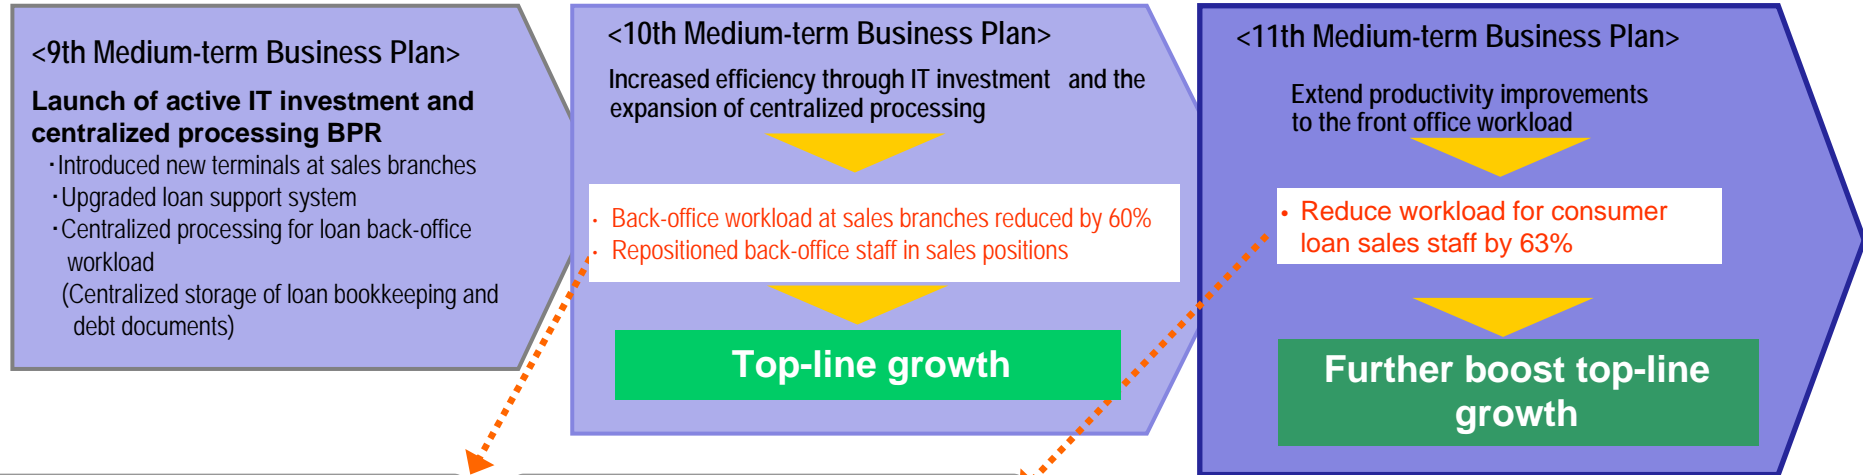 <9th Medium-term Business Plan>
Launch of active IT investment and
centralized processing BPR
・Introduced new terminals at sales branches
・Upgraded loan support system
・Centralized processing for loan back-office
workload
(Centralized storage of loan bookkeeping and
debt documents)
<10th Medium-term Business Plan>
Increased efficiency through IT investment and the
expansion of centralized processing
・ Back-office workload at sales branches reduced by 60%
・ Repositioned back-office staff in sales positions
Top-line growth
<11th Medium-term Business Plan>
Extend productivity improvements
to the front office workload
• Reduce workload for consumer
loan sales staff by 63%
Further boost top-line
growth